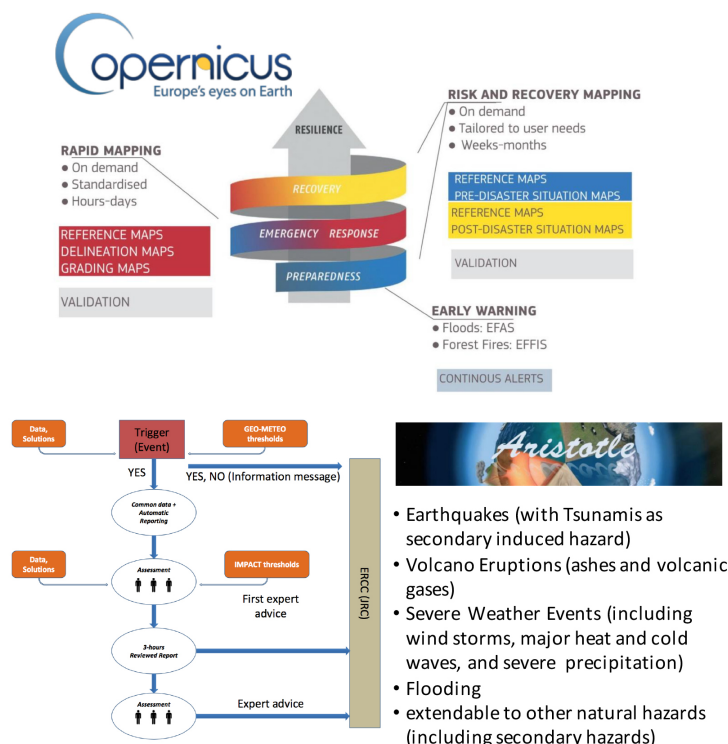 Copernicus
Europe's eyes on Earth
RAPID MAPPING
• On demand
• Standardised
• Hours-days
REFERENCE MAPS
DELINEATION MAPS
GRADING MAPS
VALIDATION
RESILIENCE
RECOVERY
EMERGENCY RESPONSE
PREPAREDNESS
RISK AND RECOVERY MAPPING
• On demand
• Tailored to user needs
• Weeks-months
REFERENCE MAPS
PRE-DISASTER SITUATION MAPS
REFERENCE MAPS
POST-DISASTER SITUATION MAPS
VALIDATION
EARLY WARNING
• Floods: EFAS
• Forest Fires: EFFIS
CONTINOUS ALERTS
Data,
Solutions
Trigger
(Event)
GEO-METEO
thresholds
YES
YES, NO (Information message)
Common data +
Automatic
Reporting
Data,
Solutions
Assessment
IMPACT thresholds
First expert
advice
3-hours
Reviewed Report
Assessment
Expert advice
ERCC (JRC)
Aristotle
• Earthquakes (with Tsunamis as
secondary induced hazard)
• Volcano Eruptions (ashes and volcanic
gases)
• Severe Weather Events (including
wind storms, major heat and cold
waves, and severe precipitation)
• Flooding
• extendable to other natural hazards
(including secondary hazards)